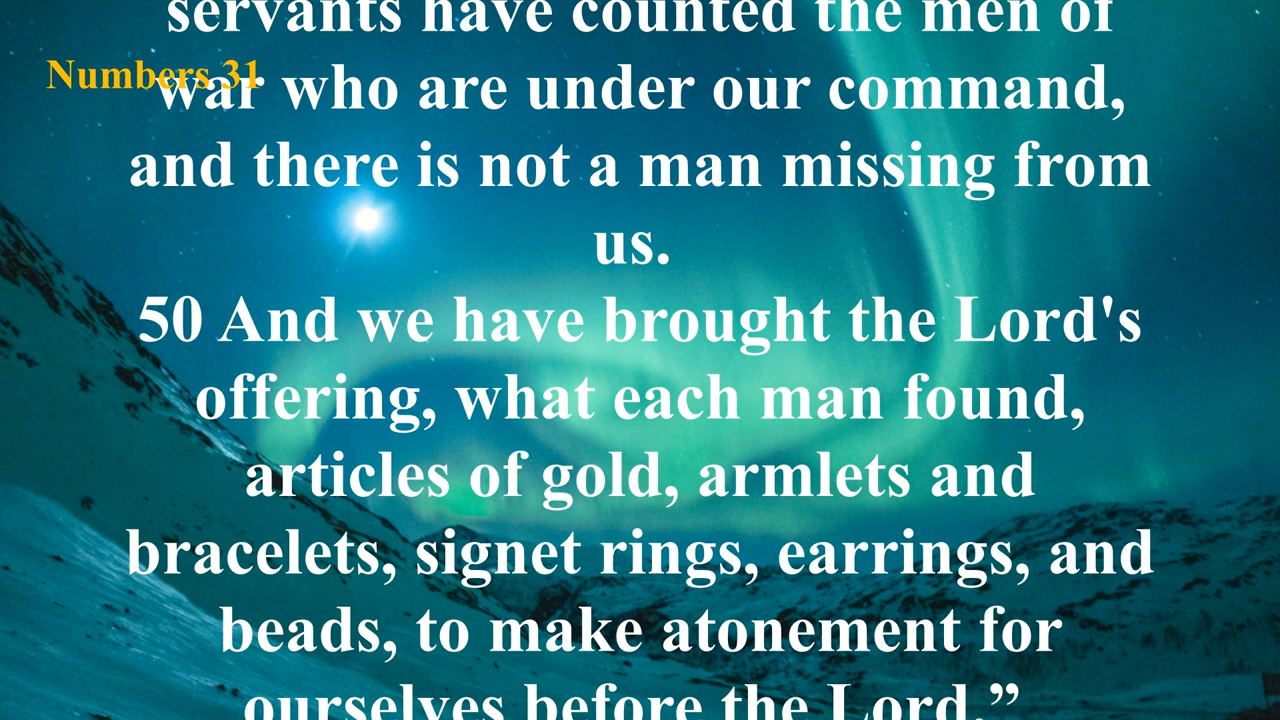 servants have counted the men of
Numbers 31
war who are under our command,
and there is not a man missing from
us.
50 And we have brought the Lord's
offering, what each man found,
articles of gold, armlets and
bracelets, signet rings, earrings, and
beads, to make atonement for
ourselves before the Lord.”